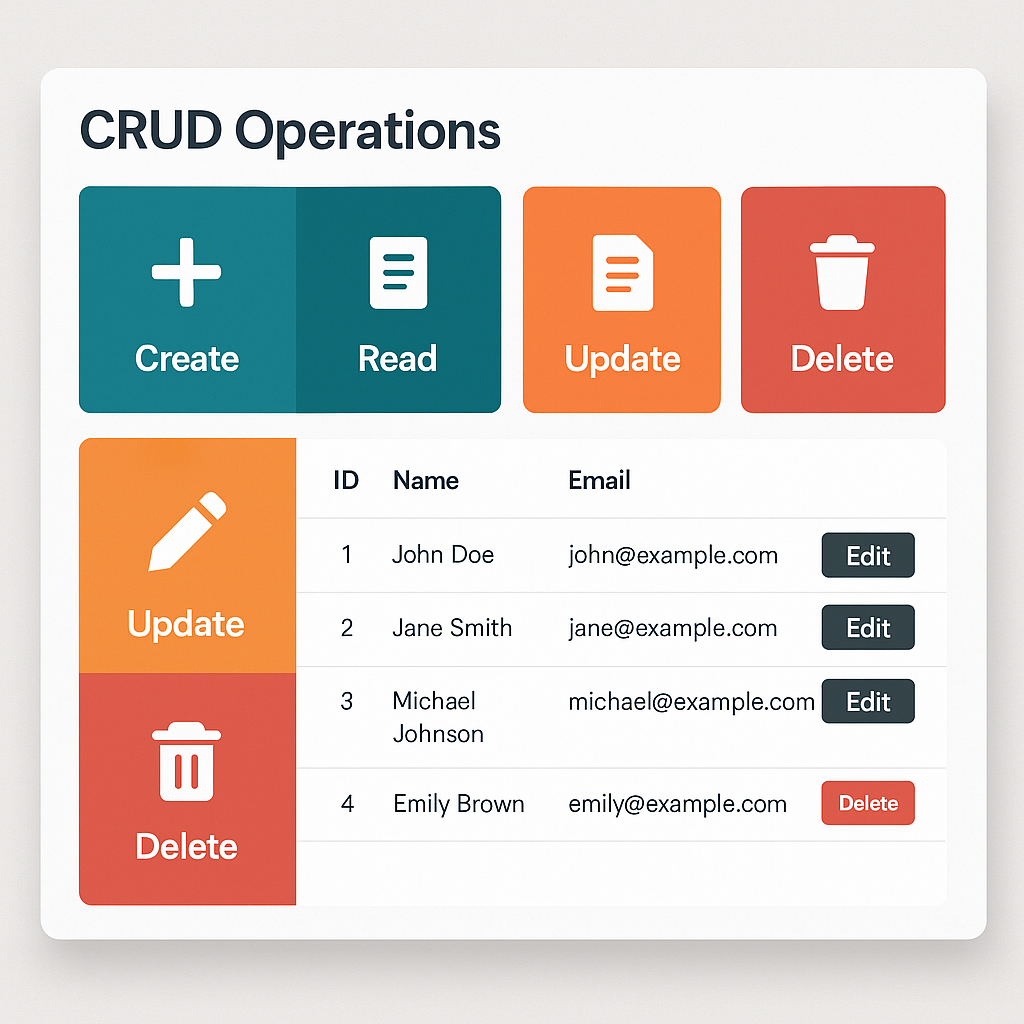 CRUD Operations
Create
Read
Update
Delete
Update
Delete
ID Name Email
1 John Doe john@example.com Edit
2 Jane Smith jane@example.com Edit
3 Michael michael@example.com Edit
Johnson
4 Emily Brown emily@example.com Delete